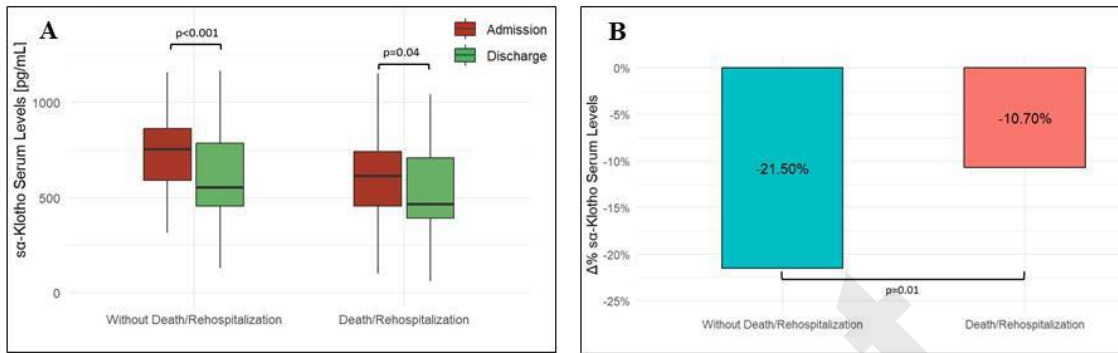 A
p<0.001
Admission
Discharge
p=0.04
sα-Klotho Serum Levels [pg/mL]
1000
500
0
Without Death/Rehospitalization
Death/Rehospitalization
B
0%
-5%
-10%
-15%
-20%
-25%
Δ% sα-Klotho Serum Levels
-21.50%
-10.70%
p=0.01
Without Death/Rehospitalization
Death/Rehospitalization